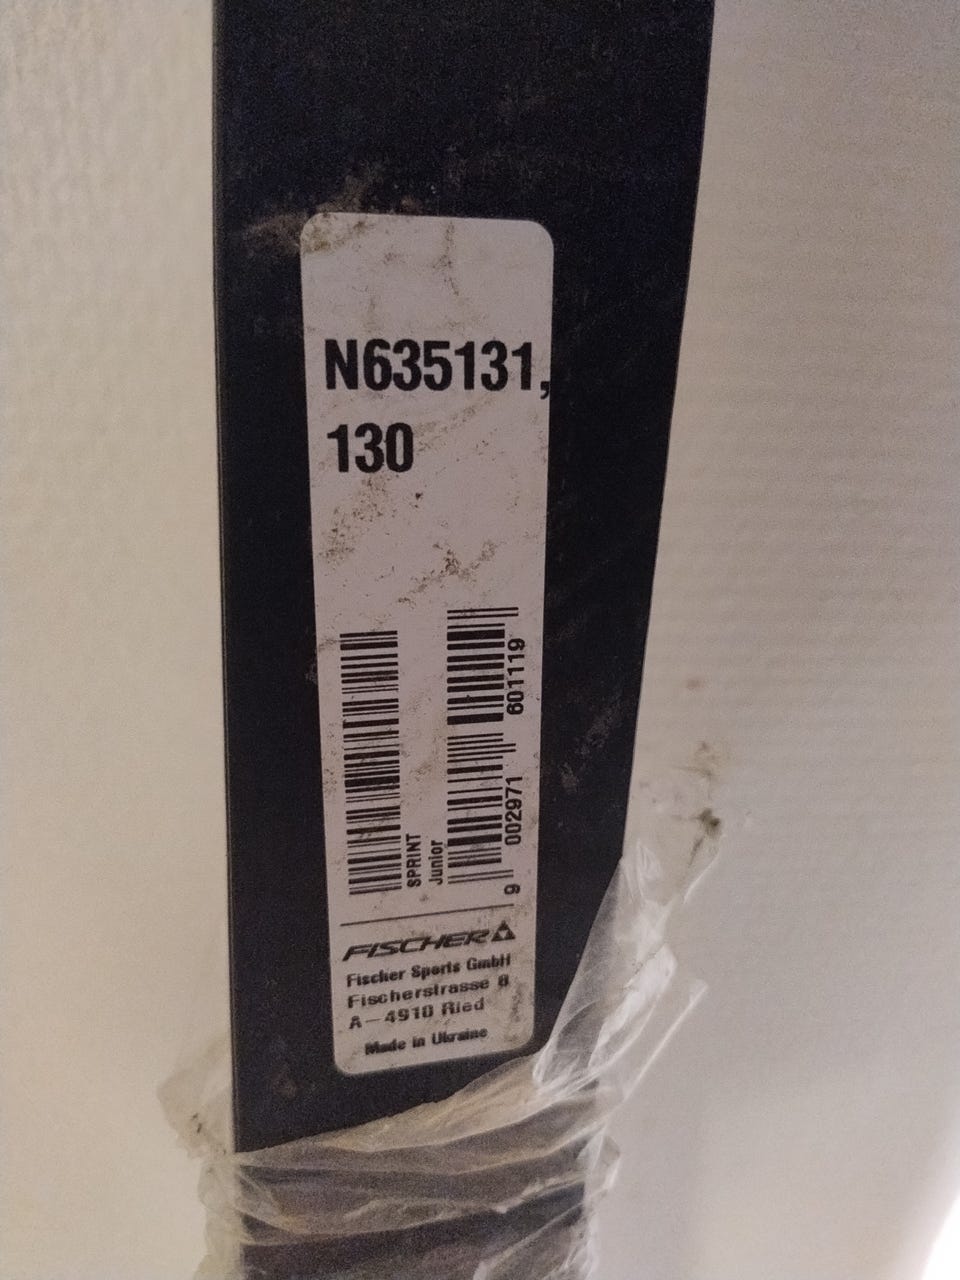 N635131,
130
SPRINT
Junior
9 002971 601119
FISCHER
Fischer Sports GmbH
Fischerstrasse 8
A-4910 Ried
Made in Ukraine